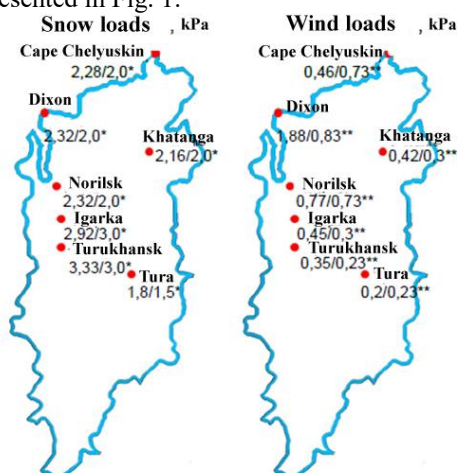 esented in Fig. 1.
Snow loads , kPa
Cape Chelyuskin
2,28/2,0*
Dixon
2,32/2,0*
Khatanga
2,16/2,0*
Norilsk
2,32/2,0*
Igarka
2,92/3,0*
Turukhansk
3,33/3,0*
Tura
1,8/1,5*
Wind loads , kPa
Cape Chelyuskin
0,46/0,73**
Dixon
1,88/0,83**
Khatanga
0,42/0,3**
Norilsk
0,77/0,73**
Igarka
0,45/0,3**
Turukhansk
0,35/0,23**
Tura
0,2/0,23**